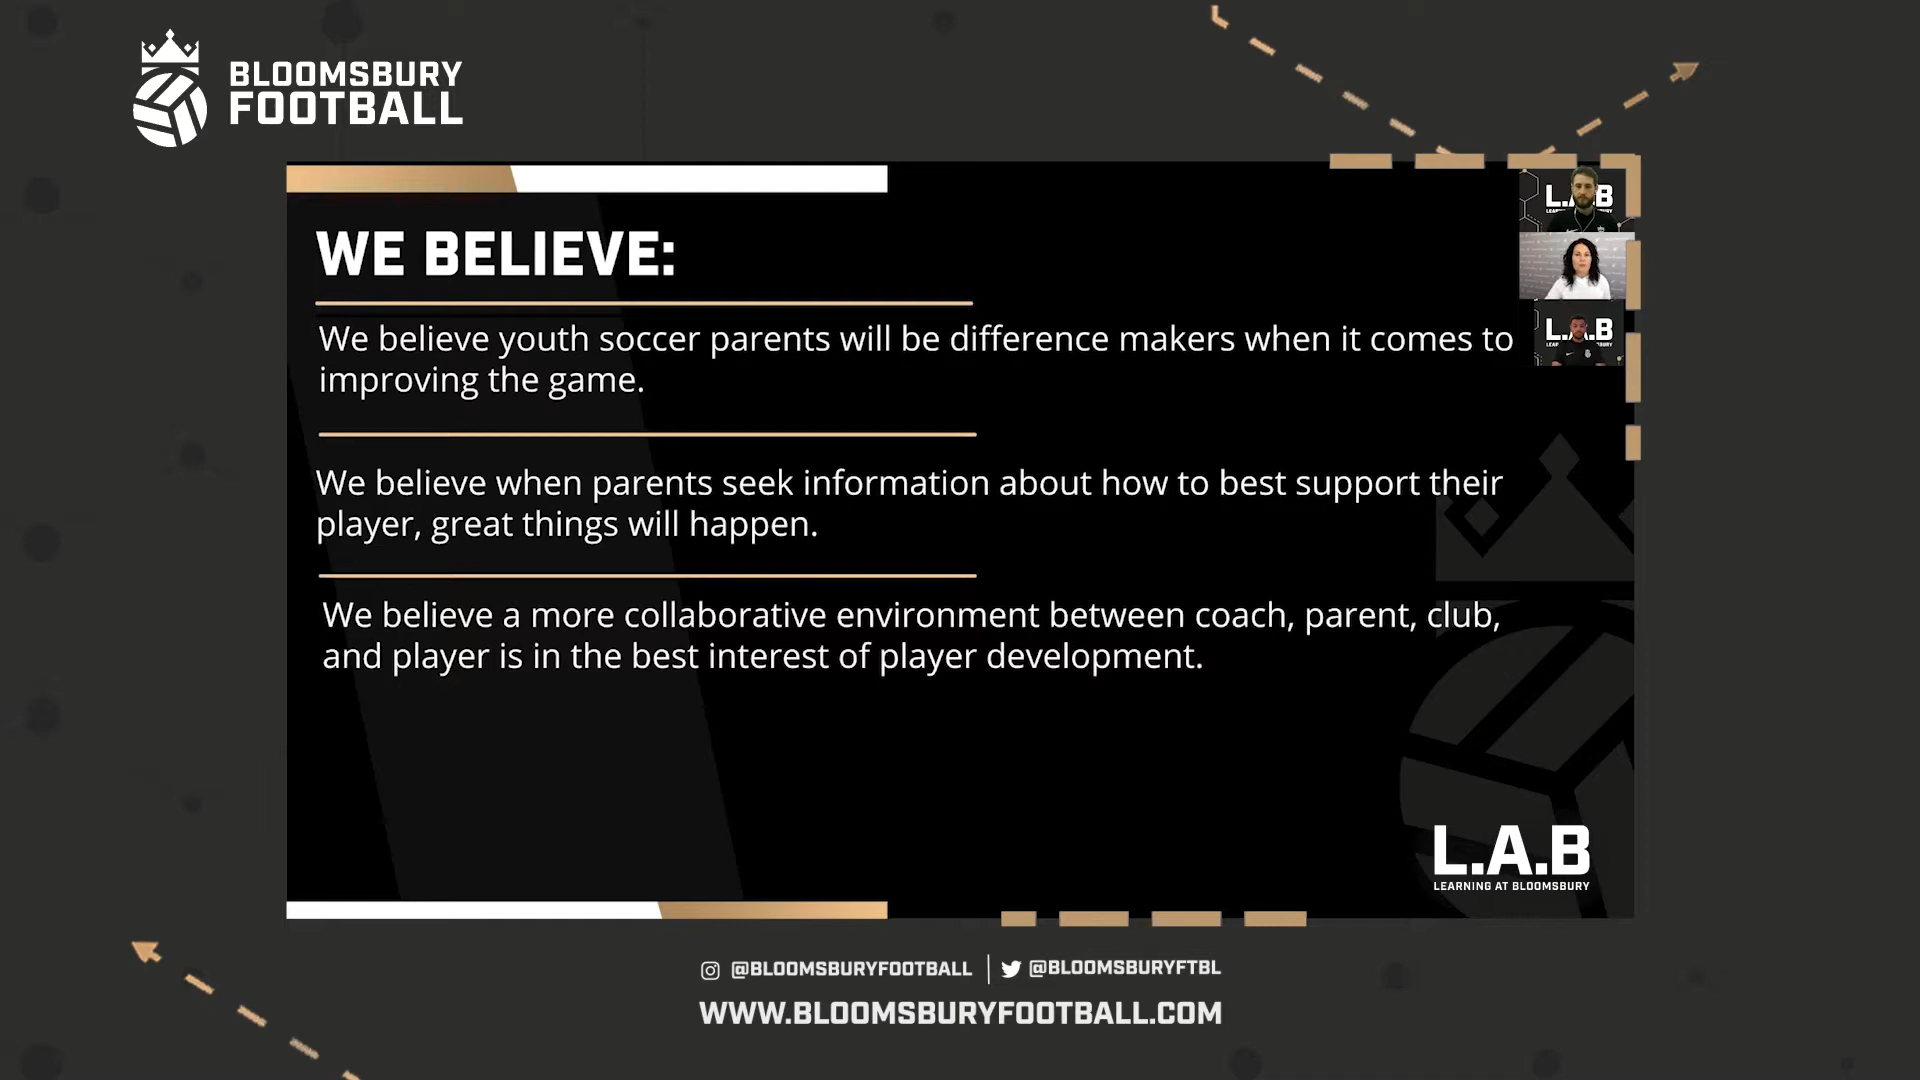 BLOOMSBURY
FOOTBALL
WE BELIEVE:
We believe youth soccer parents will be difference makers when it comes to
improving the game.
We believe when parents seek information about how to best support their
player, great things will happen.
We believe a more collaborative environment between coach, parent, club,
and player is in the best interest of player development.
L.A.B
LEARNING AT BLOOMSBURY
@BLOOMSBURYFOOTBALL
@BLOOMSBURYFTBL
WWW.BLOOMSBURYFOOTBALL.COM